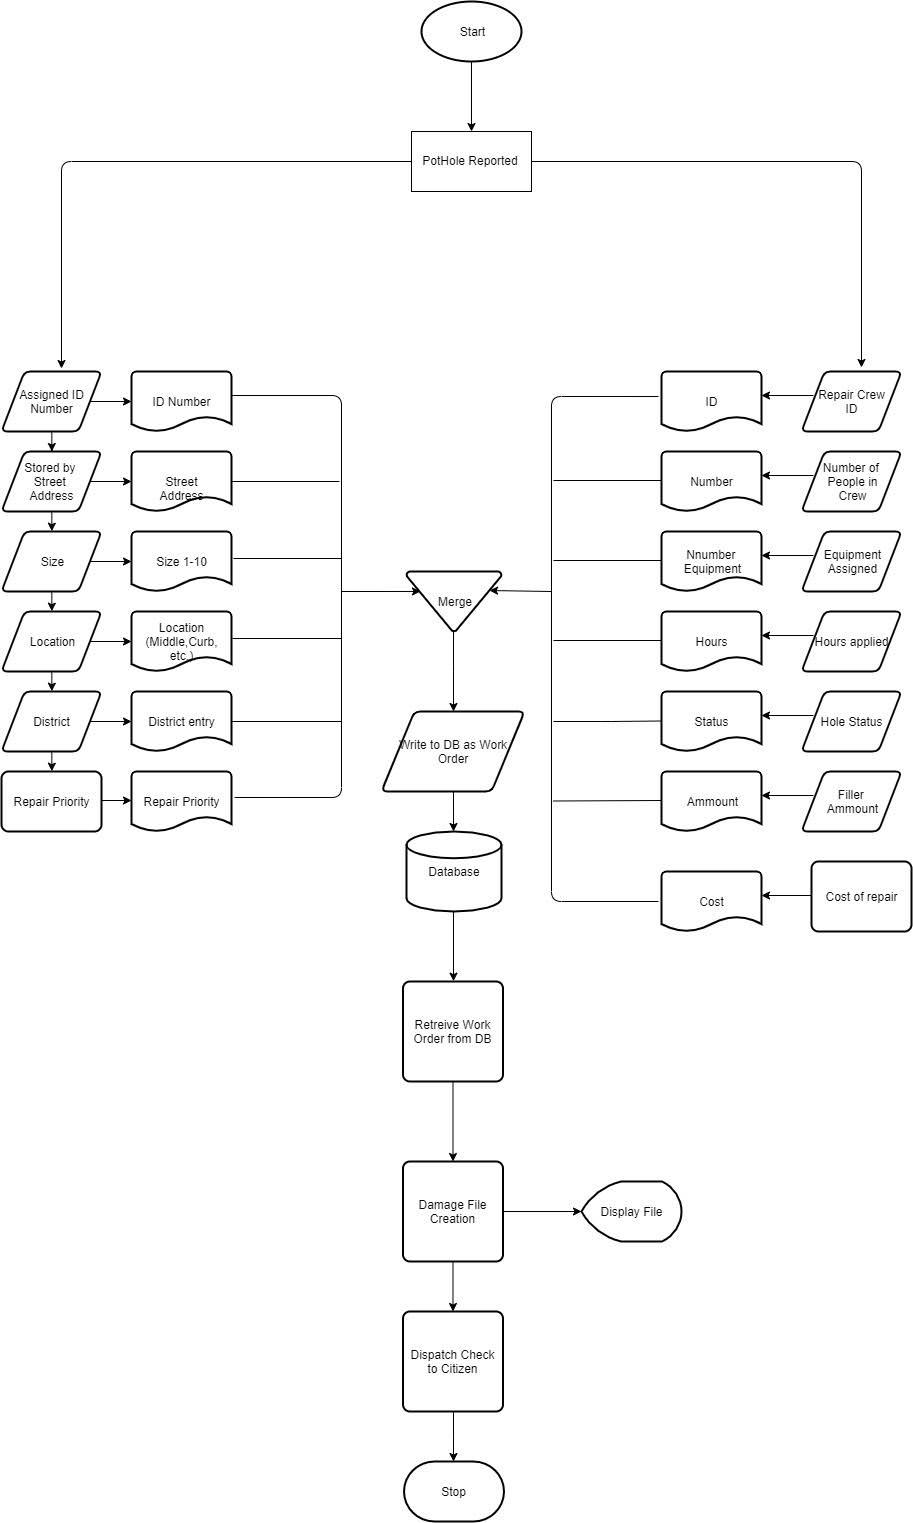 Start
PotHole Reported
Assigned ID
Number
ID Number
ID
Repair Crew
ID
Stored by
Street
Address
Street
Address
Number
Number of
People in
Crew
Size
Size 1-10
Nnumber
Equipment
Equipment
Assigned
Merge
Location
Location
(Middle,Curb,
etc.)
Hours
Hours applied
District
District entry
Status
Hole Status
Write to DB as Work
Order
Repair Priority
Repair Priority
Ammount
Filler
Ammount
Database
Cost
Cost of repair
Retreive Work
Order from DB
Damage File
Creation
Display File
Dispatch Check
to Citizen
Stop